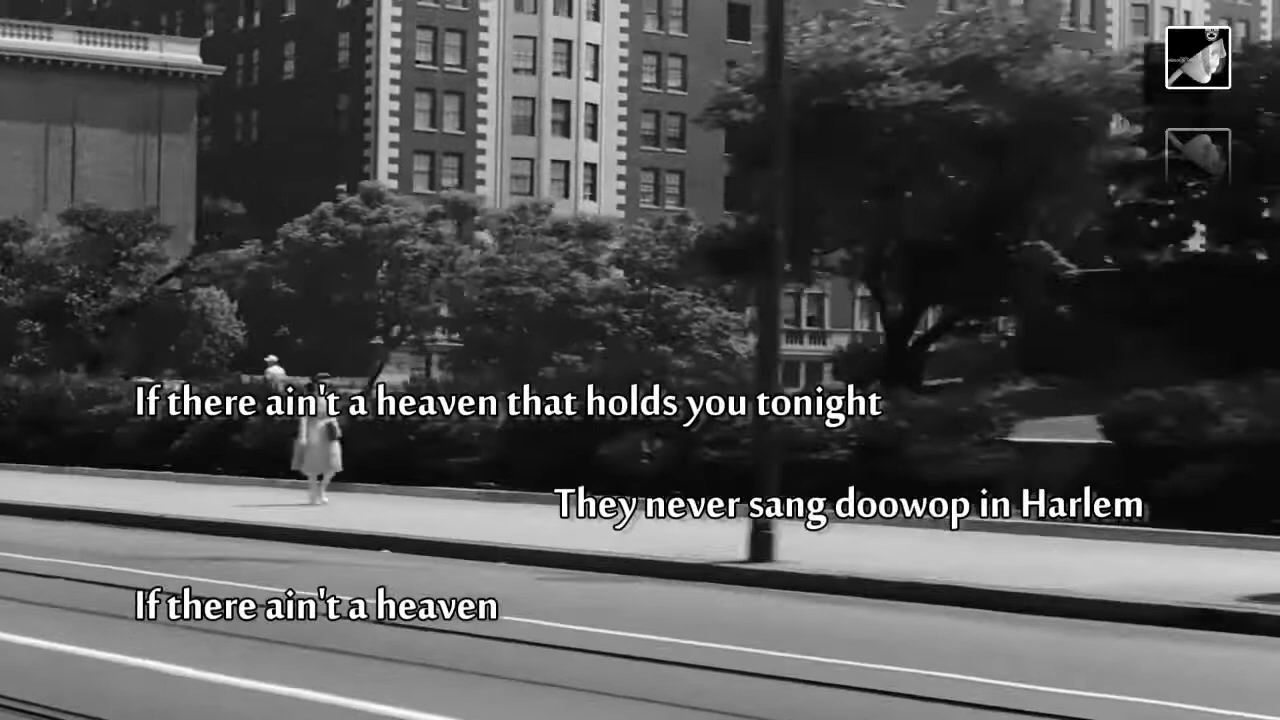 If there ain't a heaven that holds you tonight
They never sang doowop in Harlem
If there ain't a heaven